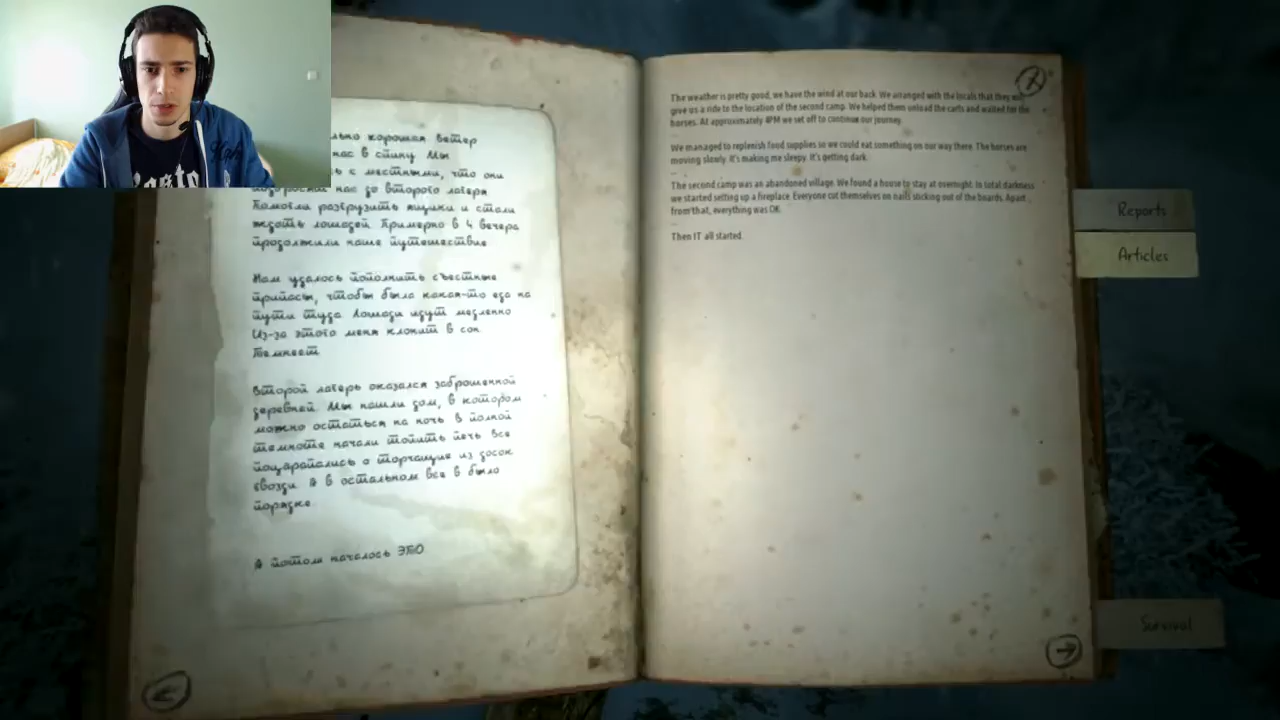 корошая ветер
нас в спину. Мы
с местными, что они
нас до второго лагеря
Помогли разгрузить ящики и стали
ждать лошадей. Примерно в 4 вечера
продолжили наше путешествие
Нам удалось пополнить съестные
припасы, чтобы была какая-то еда на
пути туда. Лошади идут медленно
Из-за этого меня клонит в сон.
Темнеет
Второй лагерь оказался заброшенной
деревней. Мы нашли дом, в котором
можно остаться на ночь. В полной
темноте начали топить печь. Все
поцарапались о торчащие из досок
гвозди. А в остальном все в было
порядке.
А потом началось ЭТО
The weather is pretty good, we have the wind at our back. We arranged with the locals that they will
give us a ride to the location of the second camp. We helped them unload the carts and waited for the
horses. At approximately 4PM we set off to continue our journey.
We managed to replenish food supplies so we could eat something on our way there. The horses are
moving slowly. It's making me sleepy. It's getting dark.
The second camp was an abandoned village. We found a house to stay at overnight. In total darkness
we started setting up a fireplace. Everyone cut themselves on nails sticking out of the boards. Apart
from that, everything was OK.
Then IT all started.
Reports
Articles
Survival